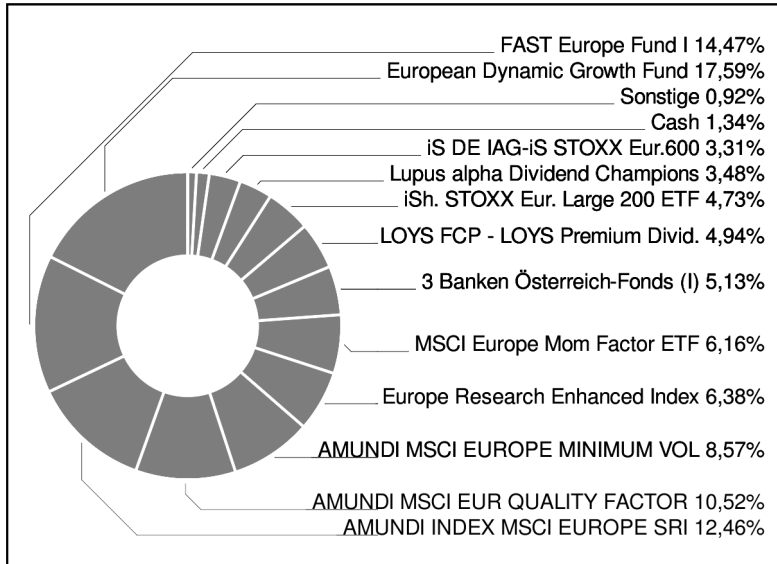 FAST Europe Fund I 14,47%
European Dynamic Growth Fund 17,59%
Sonstige 0,92%
Cash 1,34%
iS DE IAG-iS STOXX Eur.600 3,31%
Lupus alpha Dividend Champions 3,48%
iSh. STOXX Eur. Large 200 ETF 4,73%
LOYS FCP - LOYS Premium Divid. 4,94%
3 Banken Österreich-Fonds (I) 5,13%
MSCI Europe Mom Factor ETF 6,16%
Europe Research Enhanced Index 6,38%
AMUNDI MSCI EUROPE MINIMUM VOL 8,57%
AMUNDI MSCI EUR QUALITY FACTOR 10,52%
AMUNDI INDEX MSCI EUROPE SRI 12,46%